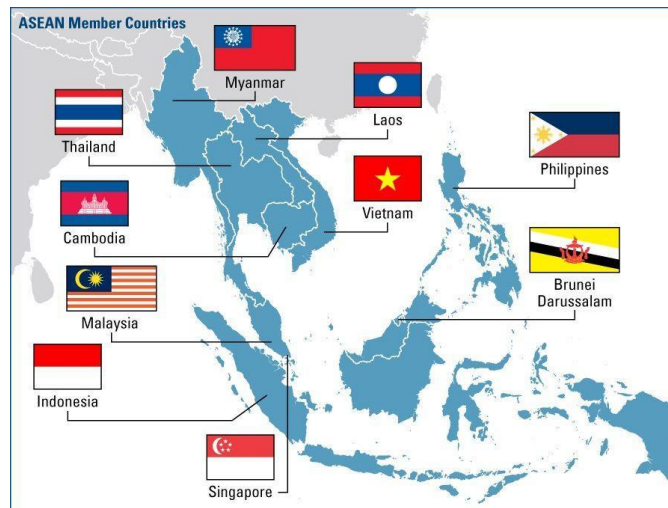 ASEAN Member Countries
Myanmar
Laos
Thailand
Philippines
Cambodia
Vietnam
Brunei
Darussalam
Malaysia
Indonesia
Singapore